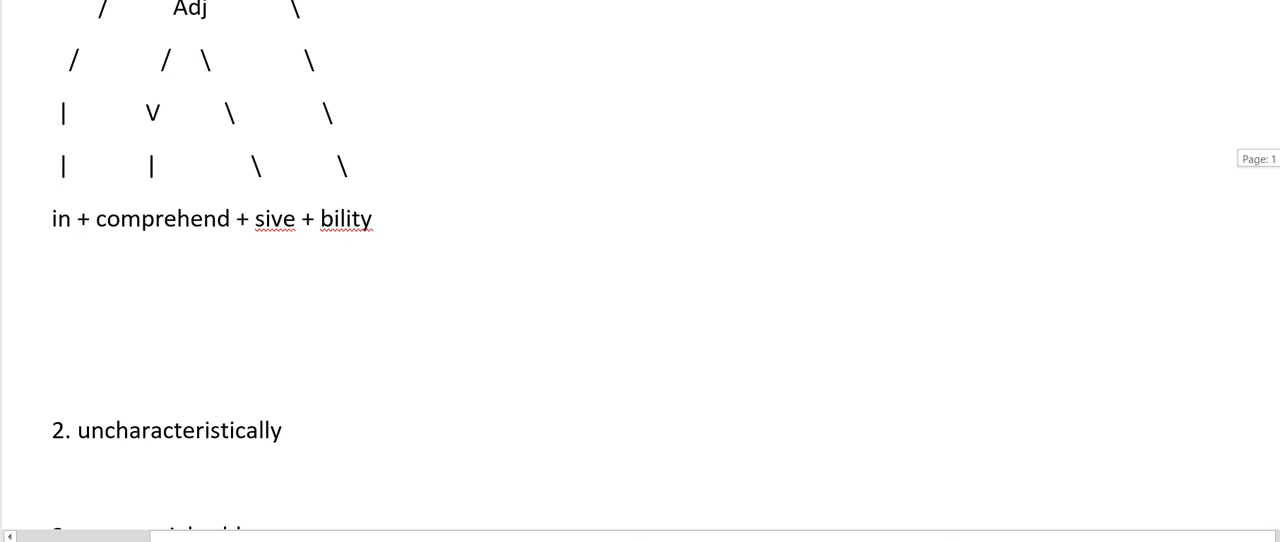 / Adj \
/ / \ \
| V \ \
| | \ \
in + comprehend + sive + bility
2. uncharacteristically
Page: 1